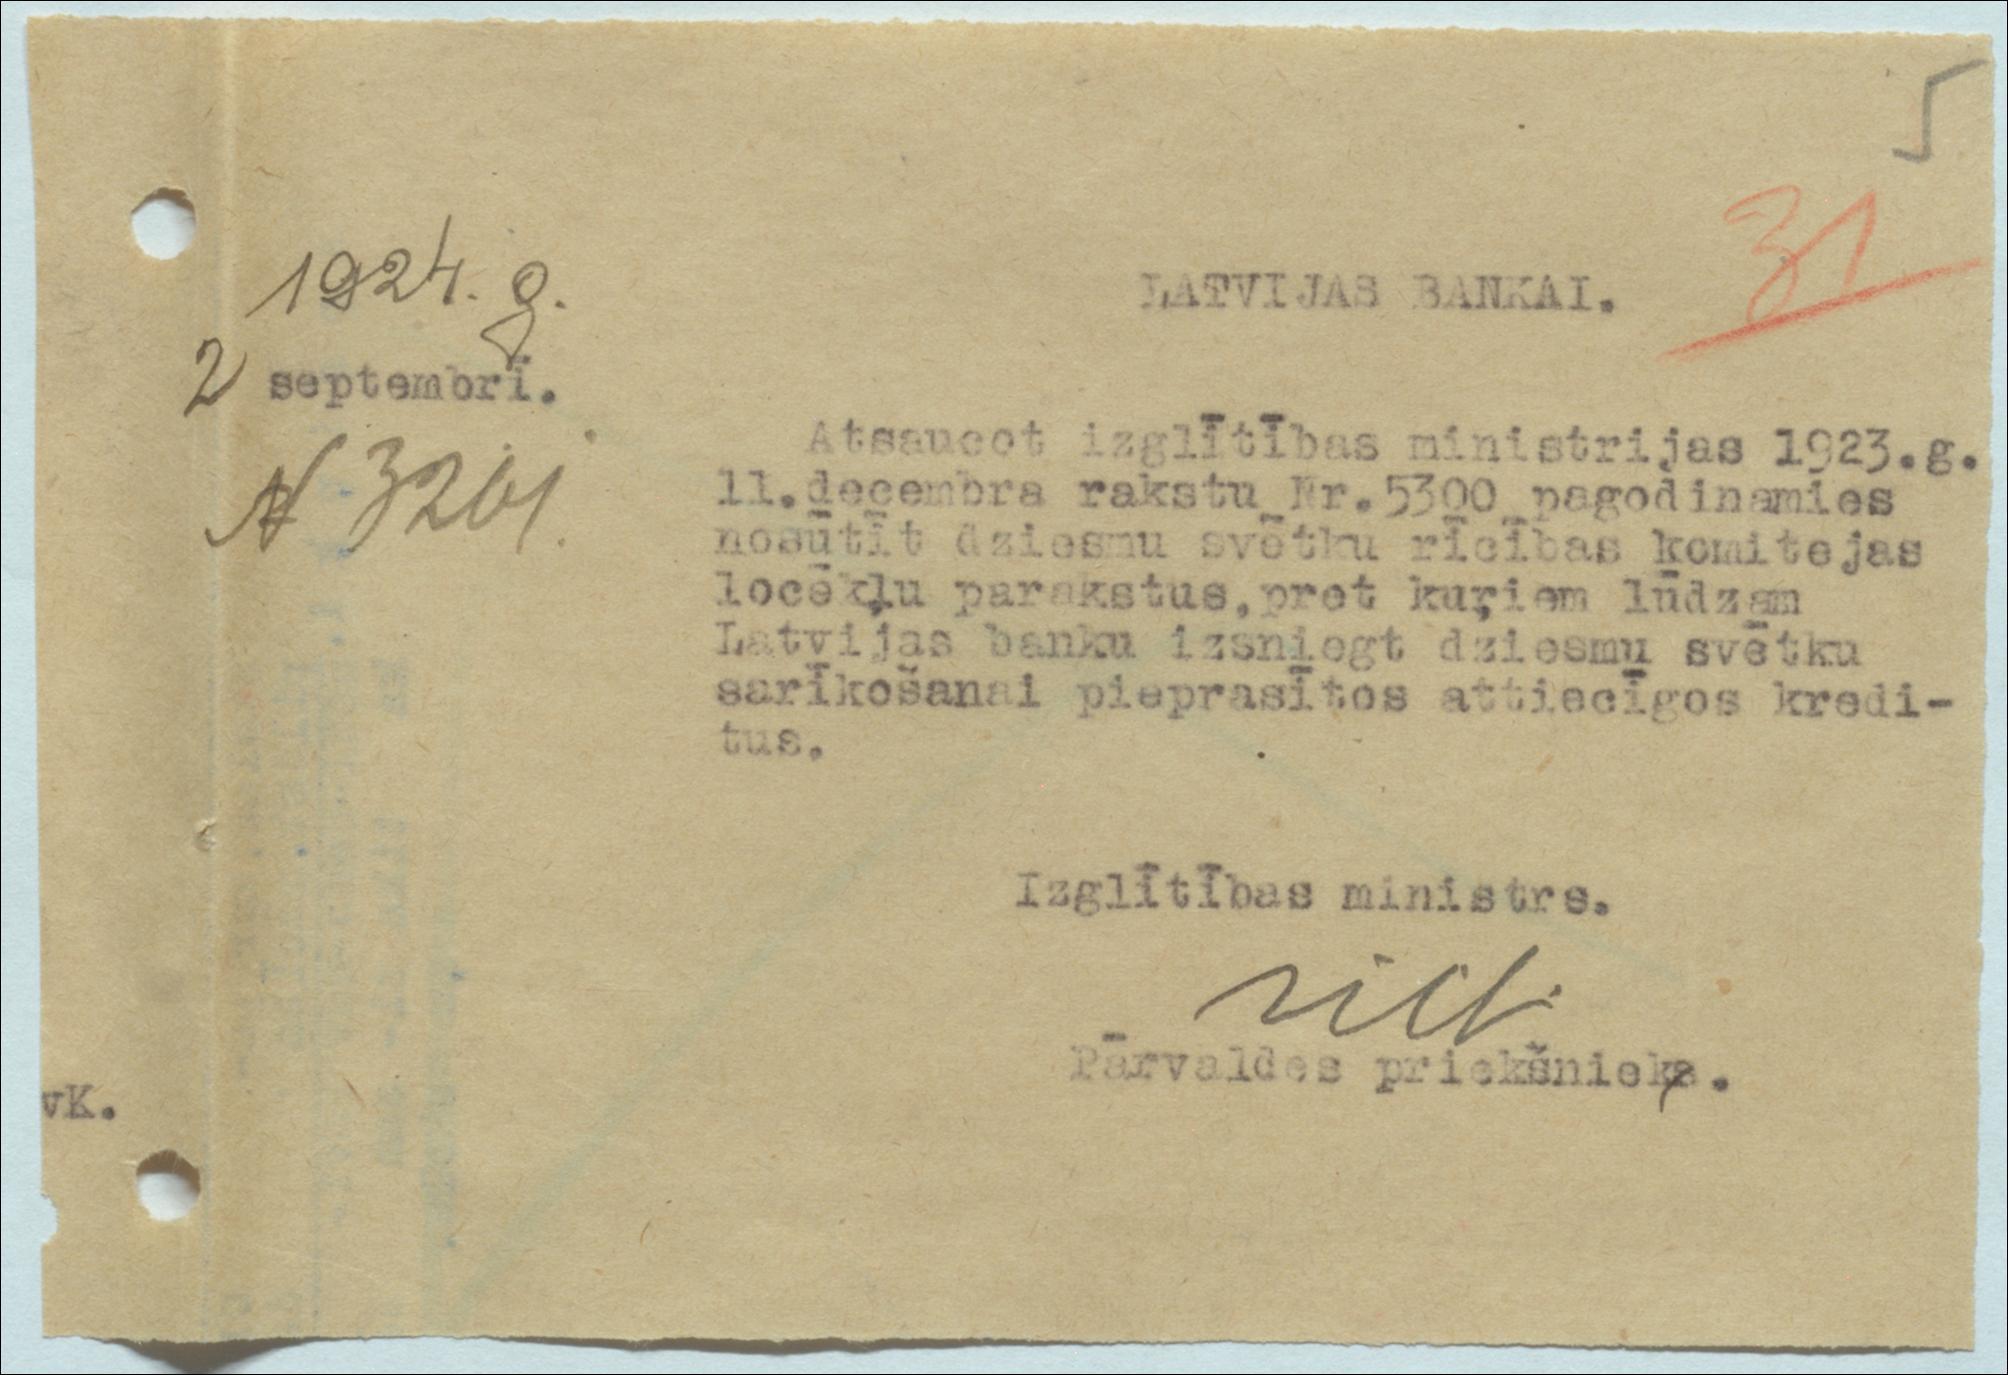 5
31
1924. g.
LATVIJAS BANKAI.
2 septembrī.
N 3201.
Atsaucot izglītības ministrijas 1923.g.
11.decembra rakstu Nr.5300 pagodinamies
nosūtīt dziesmu svētku rīcības komitejas
locekļu parakstus,pret kuŗiem lūdzam
Latvijas banku izsniegt dziesmu svētku
sarīkošanai pieprasītos attiecīgos kredi-
tus.
Izglītības ministrs.
Pārvaldes priekšnieks.
vK.